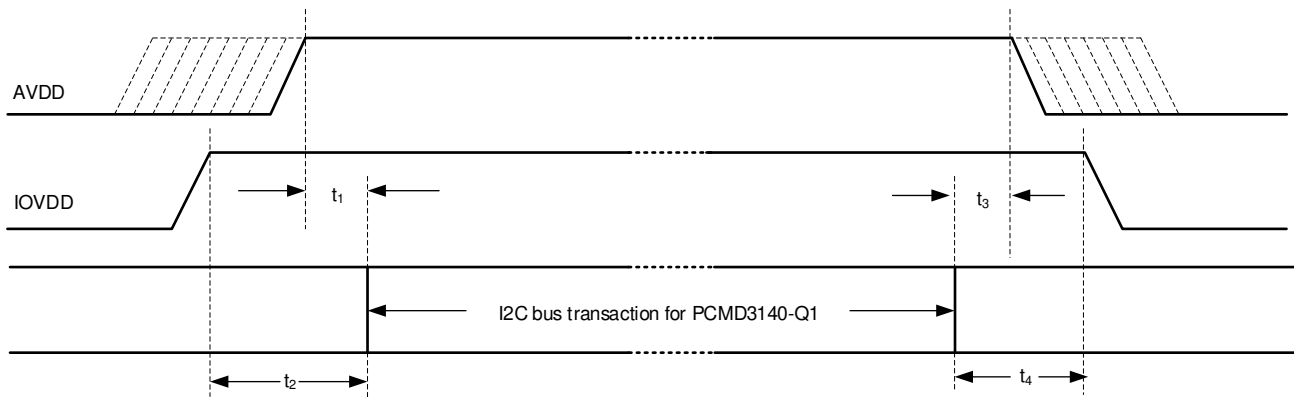 AVDD
t1
t3
IOVDD
I2C bus transaction for PCMD3140-Q1
t2
t4